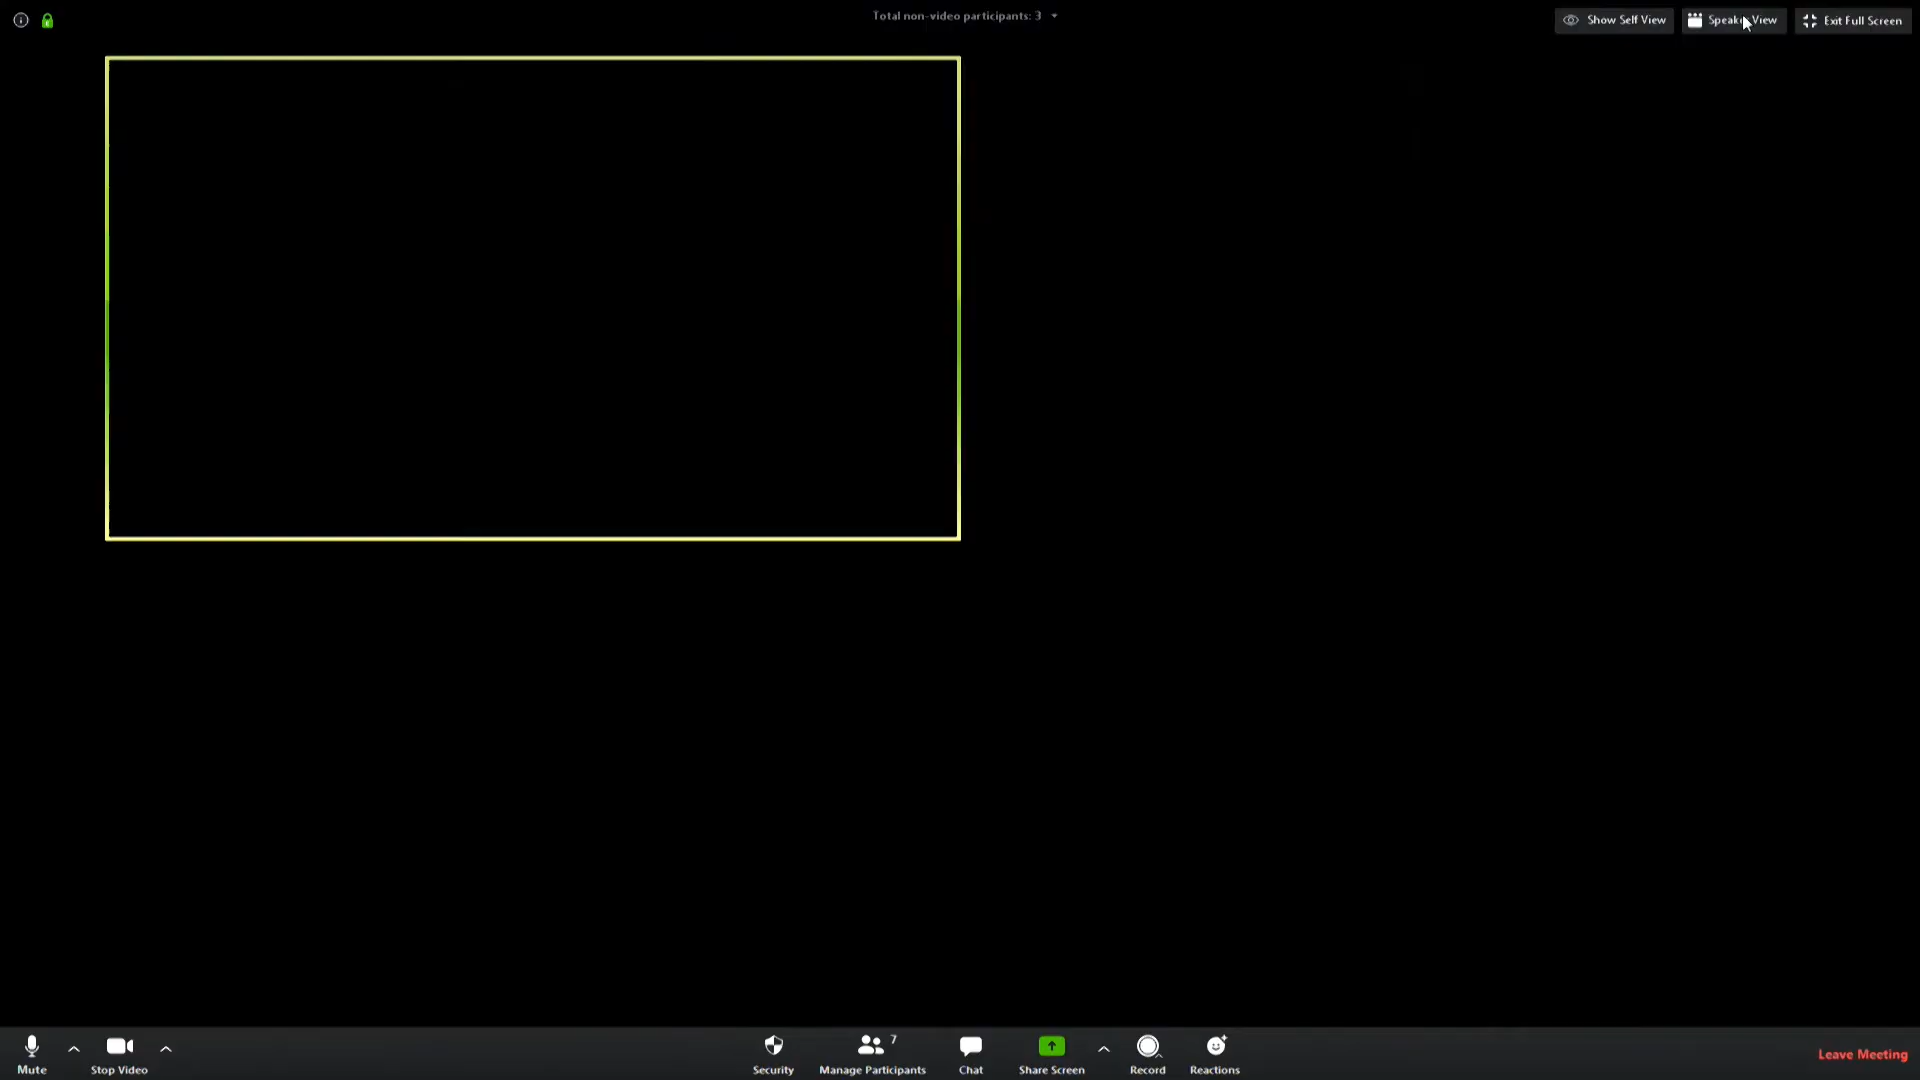 Total non-video participants: 3
Show Self View
Speaker View
Exit Full Screen
7
Mute
Stop Video
Security
Manage Participants
Chat
Share Screen
Record
Reactions
Leave Meeting